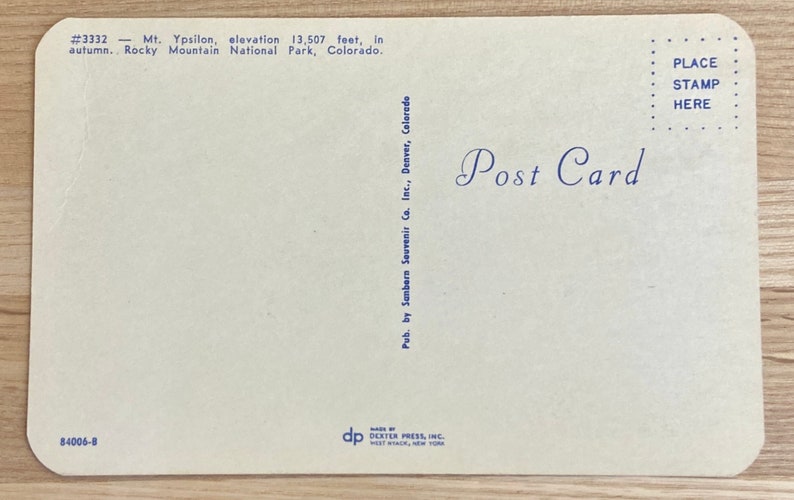 #3332 — Mt. Ypsilon, elevation 13,507 feet, in
autumn. Rocky Mountain National Park, Colorado.
PLACE
STAMP
HERE
Post Card
Pub. by Sanborn Souvenir Co. Inc., Denver, Colorado
84006-B
dp
MADE BY
DEXTER PRESS, INC.
WEST NYACK, NEW YORK